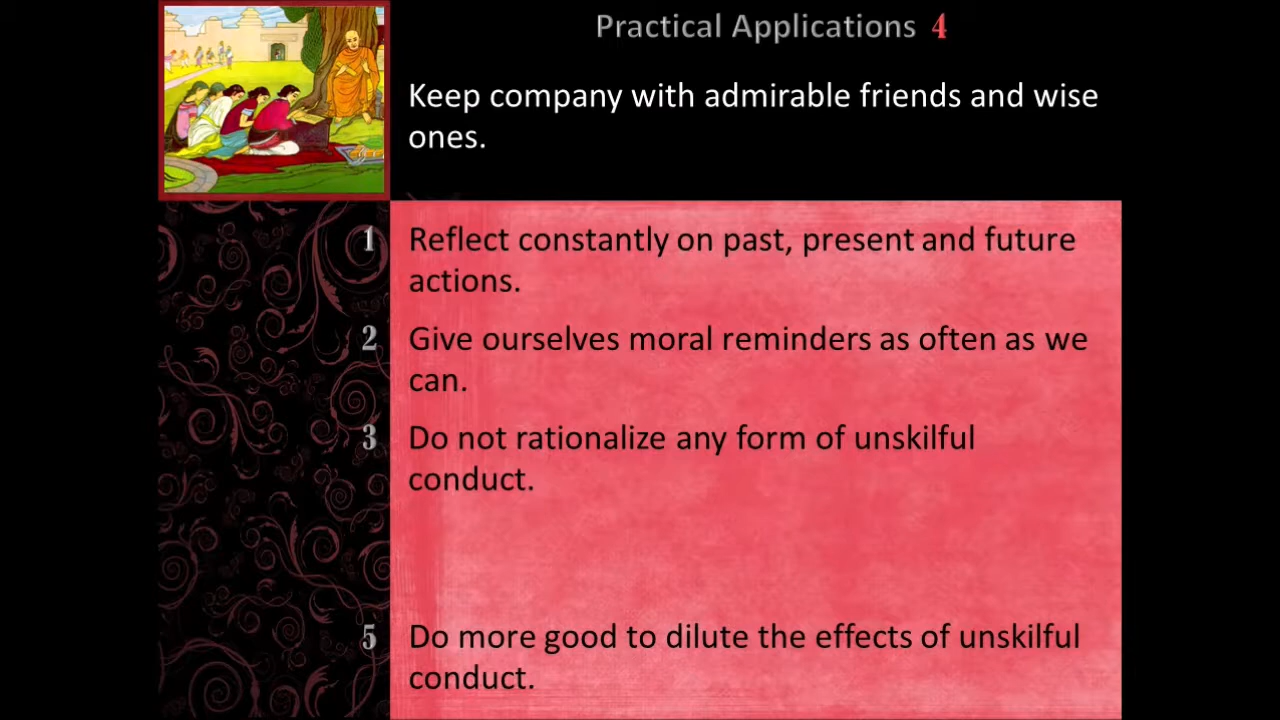 Practical Applications 4
Keep company with admirable friends and wise
ones.
1 Reflect constantly on past, present and future
actions.
2 Give ourselves moral reminders as often as we
can.
3 Do not rationalize any form of unskilful
conduct.
5 Do more good to dilute the effects of unskilful
conduct.